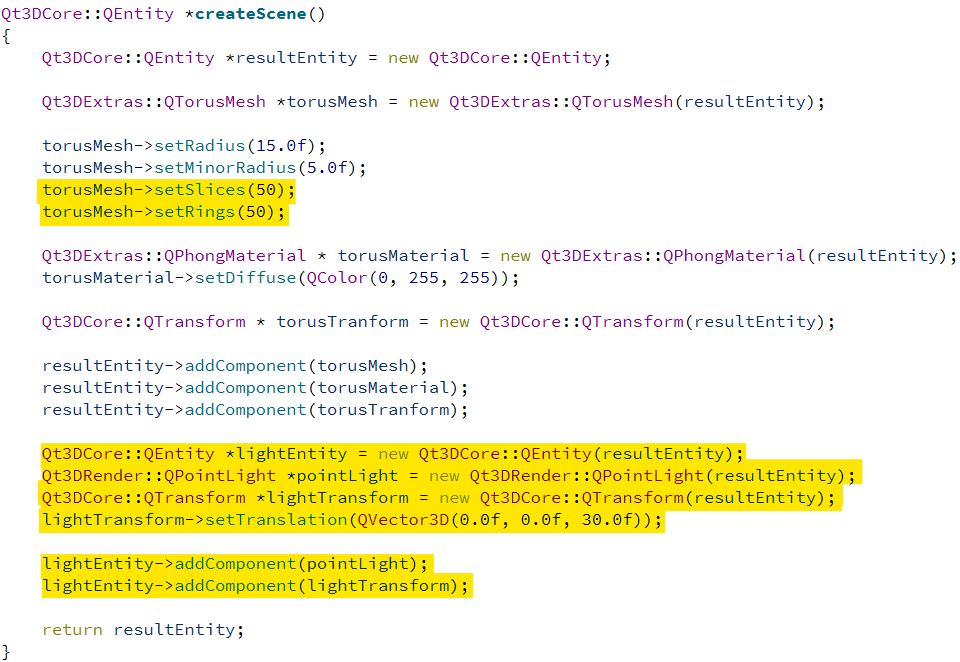 Qt3DCore::QEntity *createScene()
{
    Qt3DCore::QEntity *resultEntity = new Qt3DCore::QEntity;

    Qt3DExtras::QTorusMesh *torusMesh = new Qt3DExtras::QTorusMesh(resultEntity);

    torusMesh->setRadius(15.0f);
    torusMesh->setMinorRadius(5.0f);
    torusMesh->setSlices(50);
    torusMesh->setRings(50);

    Qt3DExtras::QPhongMaterial * torusMaterial = new Qt3DExtras::QPhongMaterial(resultEntity);
    torusMaterial->setDiffuse(QColor(0, 255, 255));

    Qt3DCore::QTransform * torusTranform = new Qt3DCore::QTransform(resultEntity);

    resultEntity->addComponent(torusMesh);
    resultEntity->addComponent(torusMaterial);
    resultEntity->addComponent(torusTranform);

    Qt3DCore::QEntity *lightEntity = new Qt3DCore::QEntity(resultEntity);
    Qt3DRender::QPointLight *pointLight = new Qt3DRender::QPointLight(resultEntity);
    Qt3DCore::QTransform *lightTransform = new Qt3DCore::QTransform(resultEntity);
    lightTransform->setTranslation(QVector3D(0.0f, 0.0f, 30.0f));

    lightEntity->addComponent(pointLight);
    lightEntity->addComponent(lightTransform);

    return resultEntity;
}